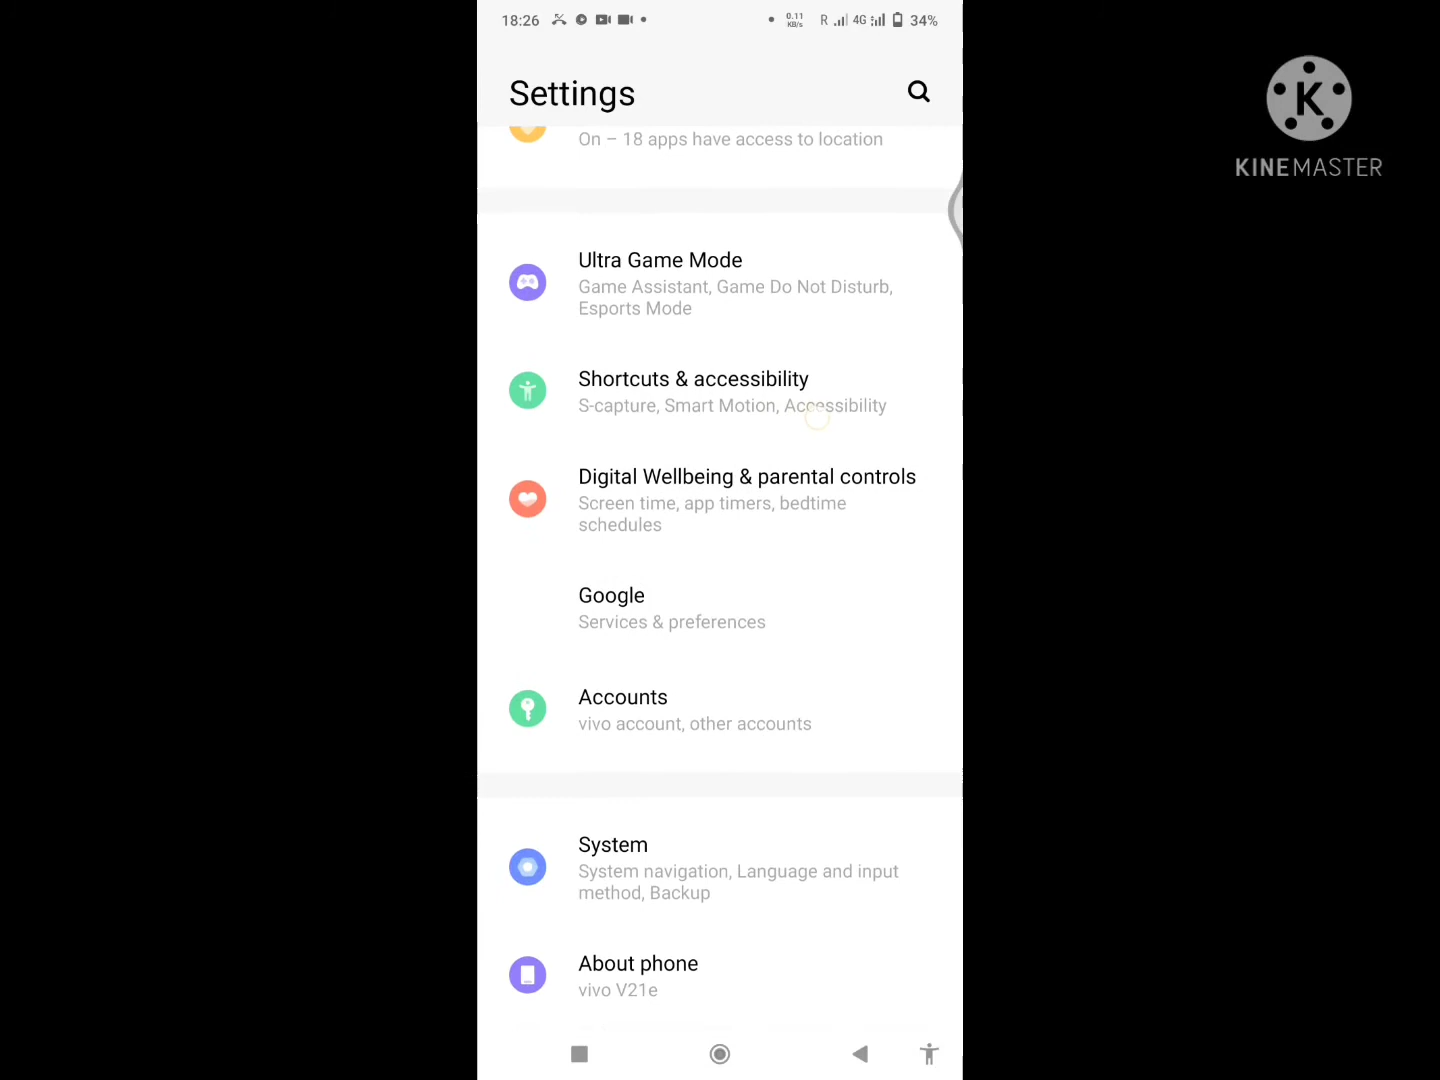 18:26
0.11
KB/s
R
4G
34%
Settings
On – 18 apps have access to location
Ultra Game Mode
Game Assistant, Game Do Not Disturb,
Esports Mode
Shortcuts & accessibility
S-capture, Smart Motion, Accessibility
Digital Wellbeing & parental controls
Screen time, app timers, bedtime
schedules
Google
Services & preferences
Accounts
vivo account, other accounts
System
System navigation, Language and input
method, Backup
About phone
vivo V21e
K
KINEMASTER